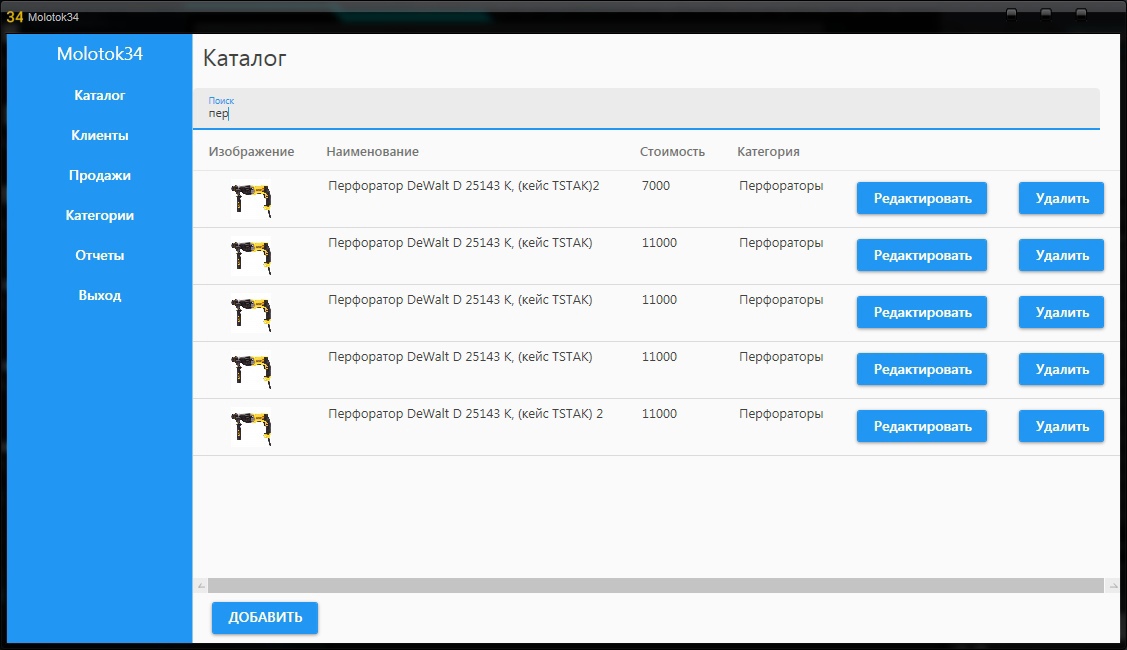 34 Molotok34
Molotok34
Каталог
Клиенты
Продажи
Категории
Отчеты
Выход
Каталог
Поиск
пер
Изображение Наименование Стоимость Категория
Перфоратор DeWalt D 25143 K, (кейс TSTAK)2 7000 Перфораторы Редактировать Удалить
Перфоратор DeWalt D 25143 K, (кейс TSTAK) 11000 Перфораторы Редактировать Удалить
Перфоратор DeWalt D 25143 K, (кейс TSTAK) 11000 Перфораторы Редактировать Удалить
Перфоратор DeWalt D 25143 K, (кейс TSTAK) 11000 Перфораторы Редактировать Удалить
Перфоратор DeWalt D 25143 K, (кейс TSTAK) 2 11000 Перфораторы Редактировать Удалить
ДОБАВИТЬ